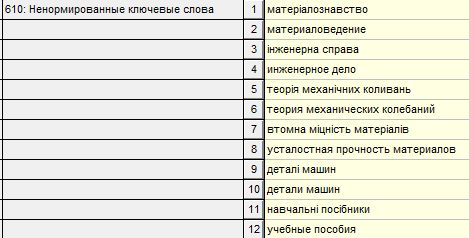 610: Ненормированные ключевые слова 1 матеріалознавство
2 материаловедение
3 інженерна справа
4 инженерное дело
5 теорія механічних коливань
6 теория механических колебаний
7 втомна міцність матеріалів
8 усталостная прочность материалов
9 деталі машин
10 детали машин
11 навчальні посібники
12 учебные пособия